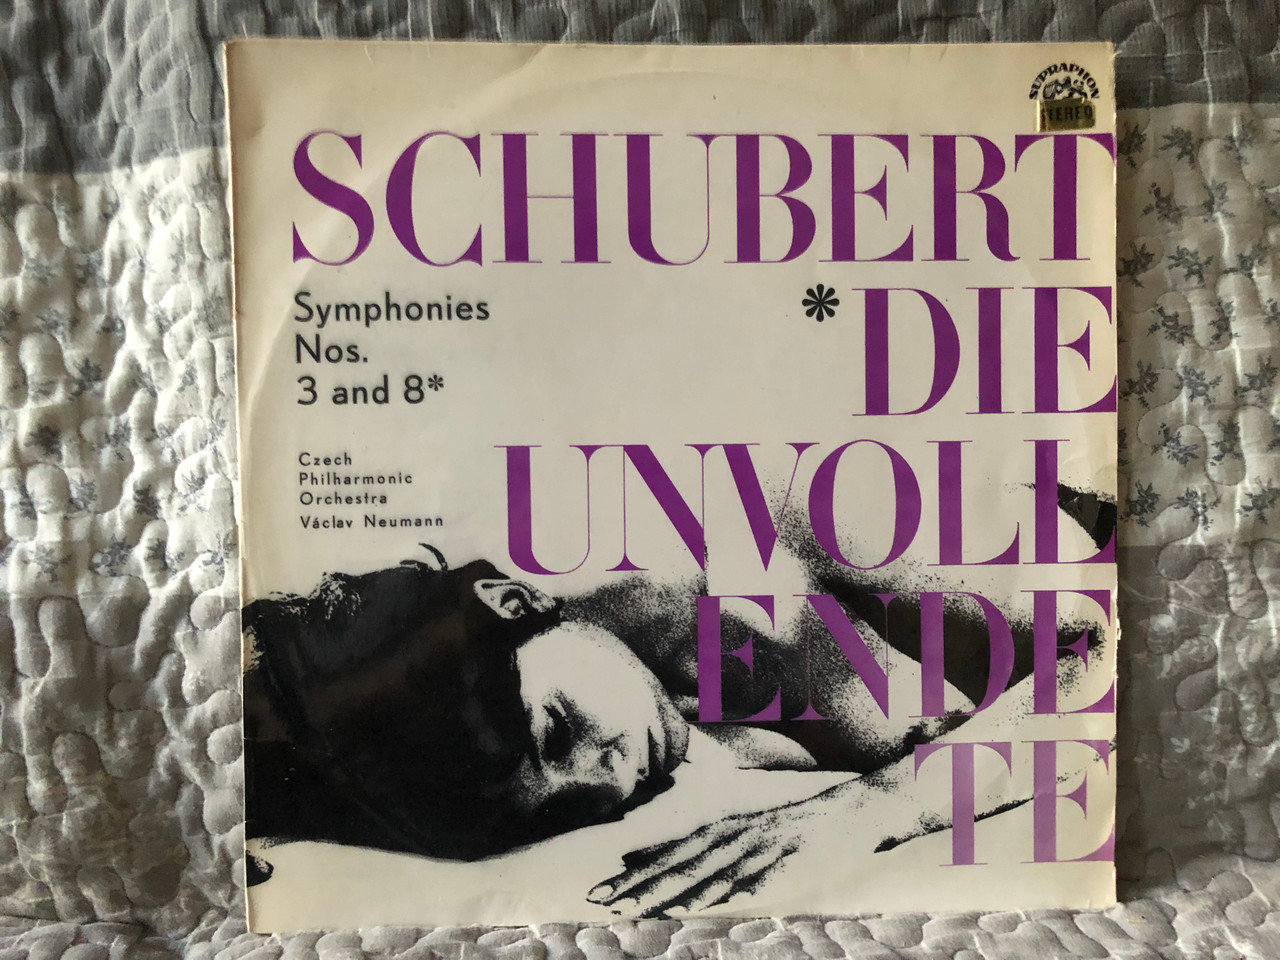 SUPRAPHON
STEREO
SCHUBERT
Symphonies
Nos.
3 and 8*
*DIE
UNVOLL
ENDE
TE
Czech
Philharmonic
Orchestra
Václav Neumann